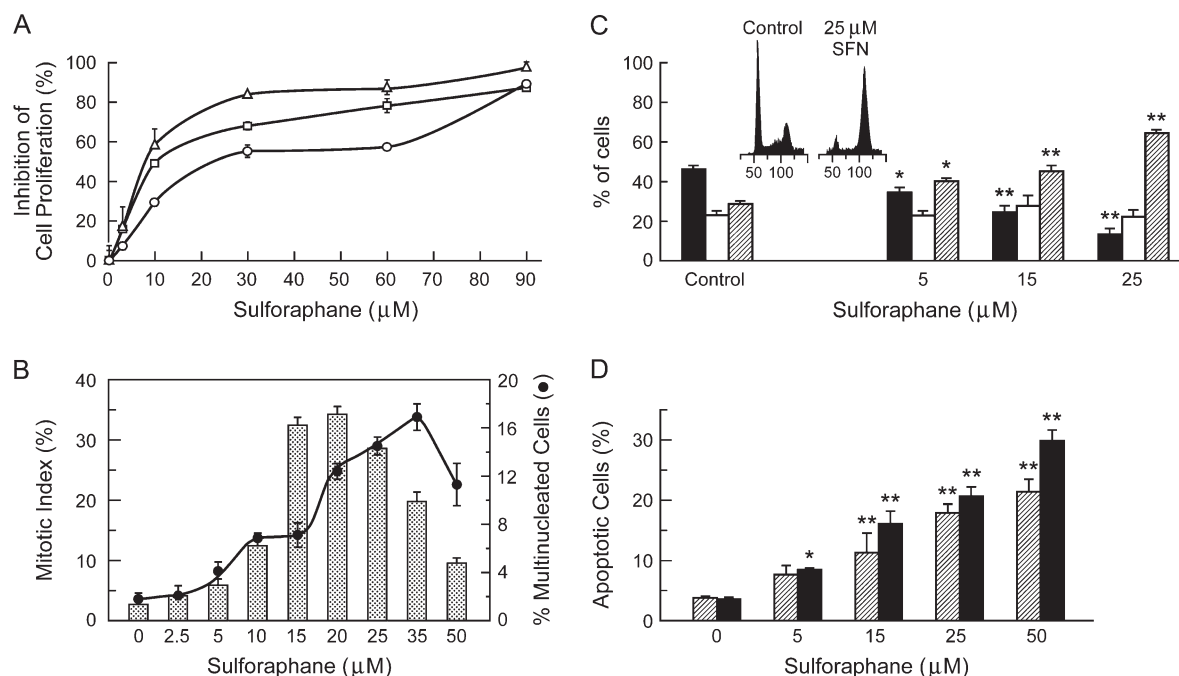 A
Inhibition of
Cell Proliferation (%)
100
80
60
40
20
0
0 10 20 30 40 50 60 70 80 90
Sulforaphane (µM)
C
% of cells
100
80
60
40
20
0
Control
50 100
25 µM
SFN
50 100
* *
** **
** **
Control 5 15 25
Sulforaphane (µM)
B
Mitotic Index (%)
40
30
20
10
0
% Multinucleated Cells (●)
20
16
12
8
4
0
0 2.5 5 10 15 20 25 35 50
Sulforaphane (µM)
D
Apoptotic Cells (%)
30
20
10
0
*
** **
** **
** **
0 5 15 25 50
Sulforaphane (µM)